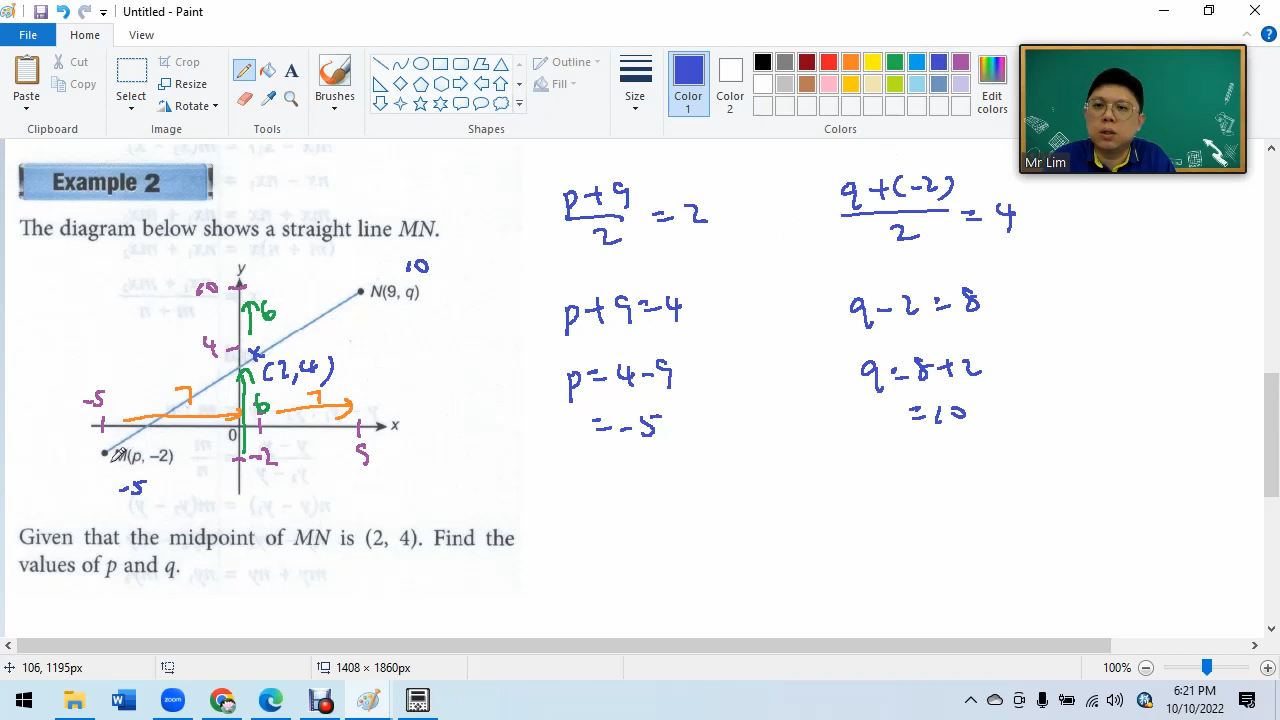 Untitled - Paint
File Home View
Paste
Cut
Copy
Clipboard
Select
Crop
Resize
Rotate
Image
A
Tools
Brushes
Outline
Fill
Shapes
Size
Color 1
Color 2
Edit colors
Colors
Mr Lim
Example 2
The diagram below shows a straight line MN.
y
10
10
N(9, q)
6
4
(2,4)
7
6
7
-5
0
x
-2
9
(p, –2)
-5
Given that the midpoint of MN is (2, 4). Find the
values of p and q.
p+9
2
= 2
p+9=4
p=4-9
=-5
q+(-2)
2
= 4
q-2=8
q=8+2
=10
106, 1195px
1408 × 1860px
100%
W
zoom
6:21 PM
10/10/2022